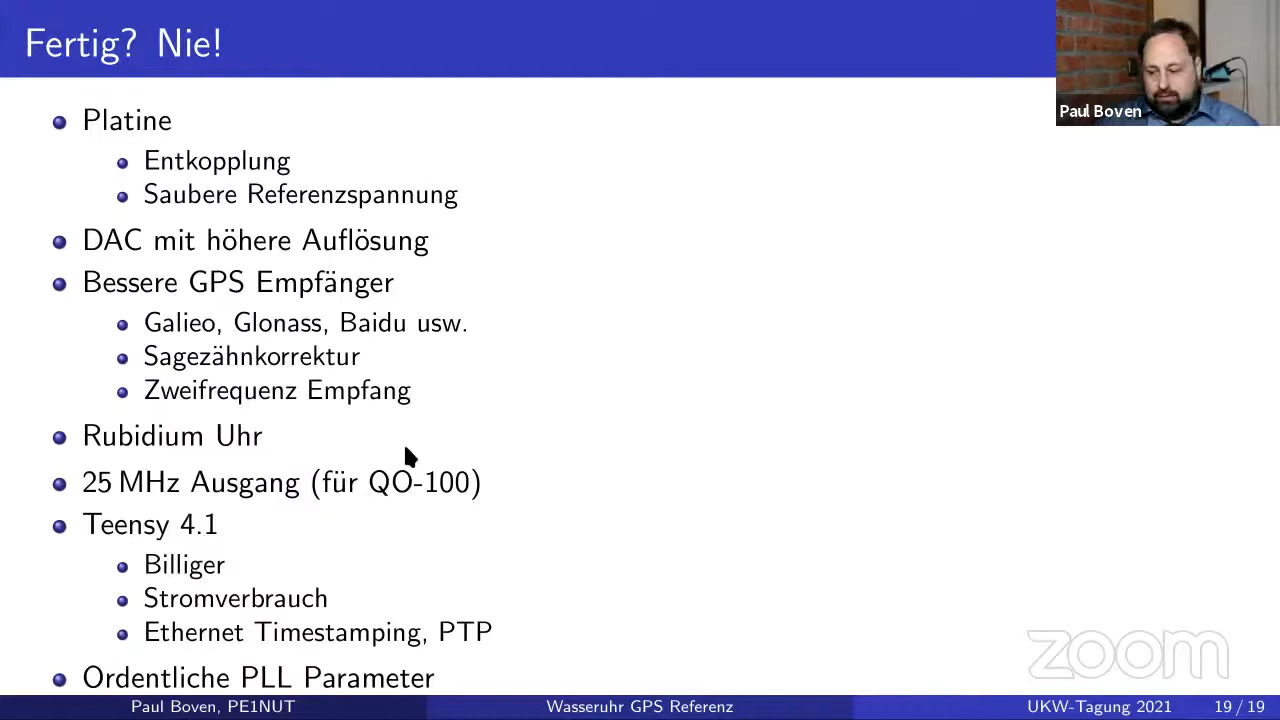 Fertig? Nie!
Paul Boven
Platine
Entkopplung
Saubere Referenzspannung
DAC mit höhere Auflösung
Bessere GPS Empfänger
Galieo, Glonass, Baidu usw.
Sagezähnkorrektur
Zweifrequenz Empfang
Rubidium Uhr
25 MHz Ausgang (für QO-100)
Teensy 4.1
Billiger
Stromverbrauch
Ethernet Timestamping, PTP
Ordentliche PLL Parameter
zoom
Paul Boven, PE1NUT Wasseruhr GPS Referenz UKW-Tagung 2021 19 / 19